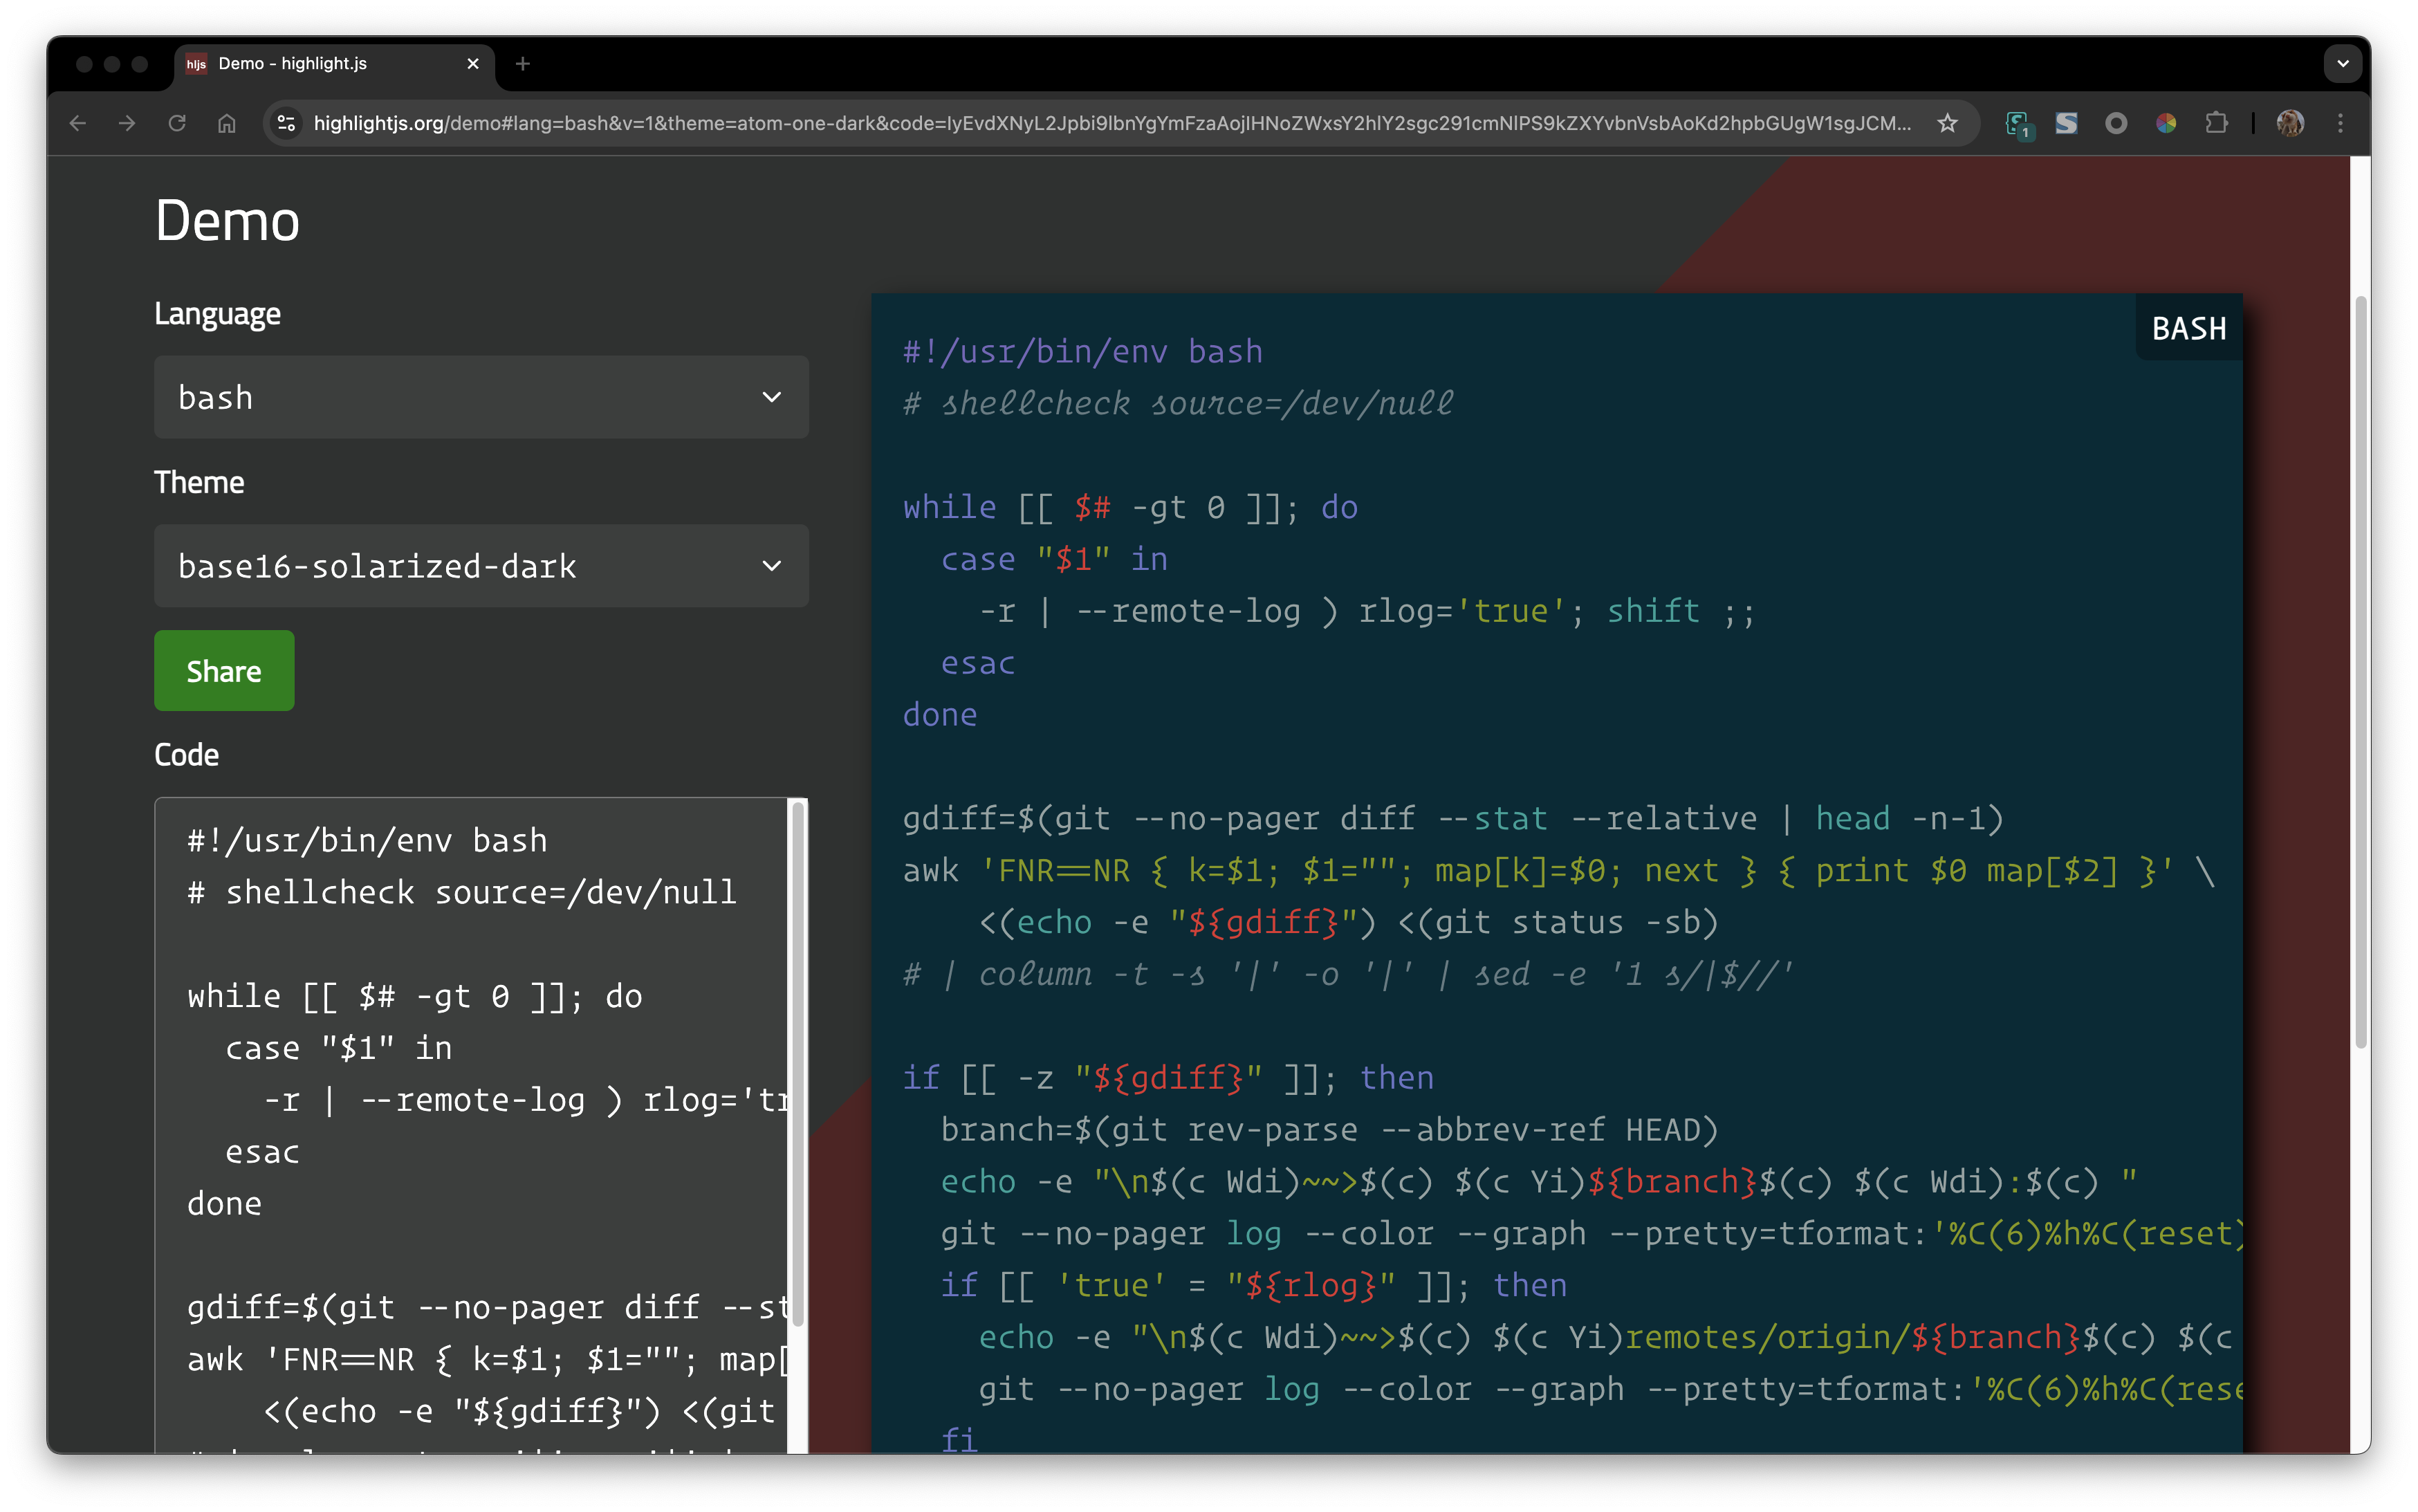 hljs Demo - highlight.js
highlightjs.org/demo#lang=bash&v=1&theme=atom-one-dark&code=IyEvdXNyL2Jpbi9lbnYgYmFzaAojIHNoZWxsY2hlY2sgc291cmNlPS9kZXYvbnVsbAoKd2hpbGUgW1sgJCM...
1
Demo
Language
bash
Theme
base16-solarized-dark
Share
Code
#!/usr/bin/env bash
# shellcheck source=/dev/null
while [[ $# -gt 0 ]]; do
  case "$1" in
    -r | --remote-log ) rlog='tr
  esac
done
gdiff=$(git --no-pager diff --st
awk 'FNR==NR { k=$1; $1=""; map[
    <(echo -e "${gdiff}") <(git
BASH
#!/usr/bin/env bash
# shellcheck source=/dev/null
while [[ $# -gt 0 ]]; do
  case "$1" in
    -r | --remote-log ) rlog='true'; shift ;;
  esac
done
gdiff=$(git --no-pager diff --stat --relative | head -n-1)
awk 'FNR==NR { k=$1; $1=""; map[k]=$0; next } { print $0 map[$2] }' \
    <(echo -e "${gdiff}") <(git status -sb)
# | column -t -s '|' -o '|' | sed -e '1 s/|$//'
if [[ -z "${gdiff}" ]]; then
  branch=$(git rev-parse --abbrev-ref HEAD)
  echo -e "\n$(c Wdi)~~>$(c) $(c Yi)${branch}$(c) $(c Wdi):$(c) "
  git --no-pager log --color --graph --pretty=tformat:'%C(6)%h%C(reset)
  if [[ 'true' = "${rlog}" ]]; then
    echo -e "\n$(c Wdi)~~>$(c) $(c Yi)remotes/origin/${branch}$(c) $(c
    git --no-pager log --color --graph --pretty=tformat:'%C(6)%h%C(rese
  fi